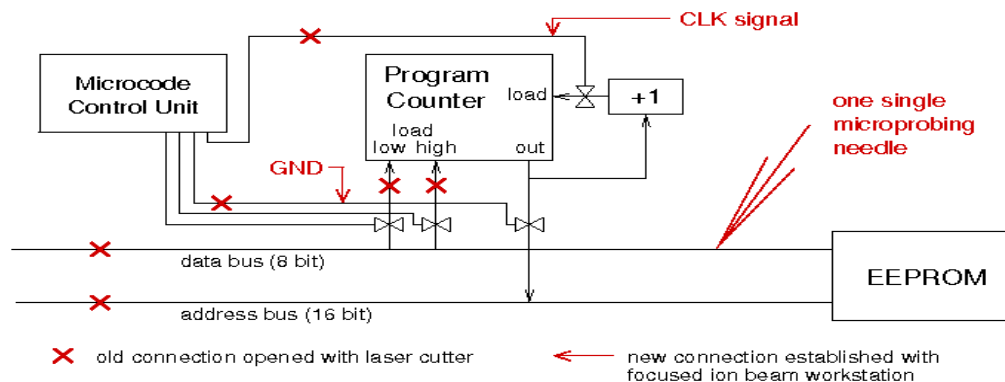 CLK signal
Microcode
Control Unit
Program
Counter
load
+1
one single
microprobing
needle
load
low high
out
GND
data bus (8 bit)
EEPROM
address bus (16 bit)
old connection opened with laser cutter
new connection established with
focused ion beam workstation